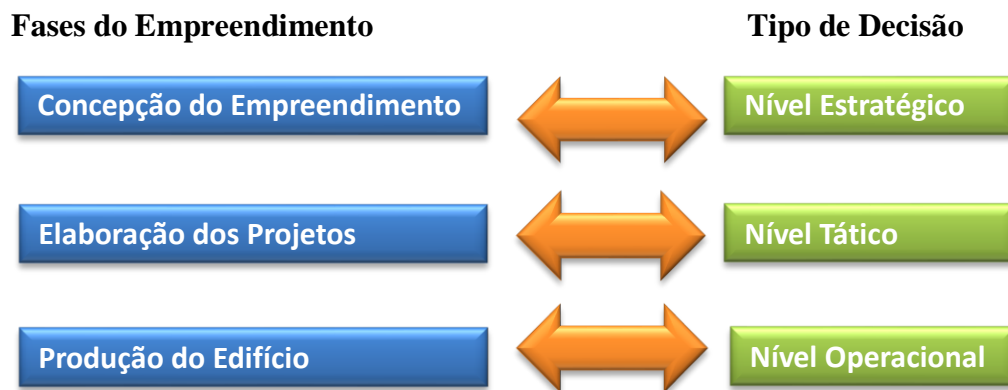 Fases do Empreendimento
Tipo de Decisão
Concepção do Empreendimento
Nível Estratégico
Elaboração dos Projetos
Nível Tático
Produção do Edifício
Nível Operacional